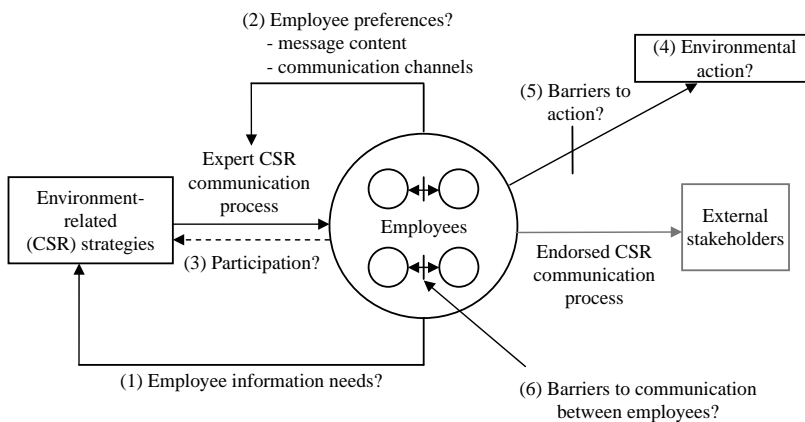 (2) Employee preferences?
- message content
- communication channels
(4) Environmental
action?
(5) Barriers to
action?
Expert CSR
communication
process
Environment-
related
(CSR) strategies
Employees
External
stakeholders
(3) Participation?
Endorsed CSR
communication
process
(1) Employee information needs?
(6) Barriers to communication
between employees?